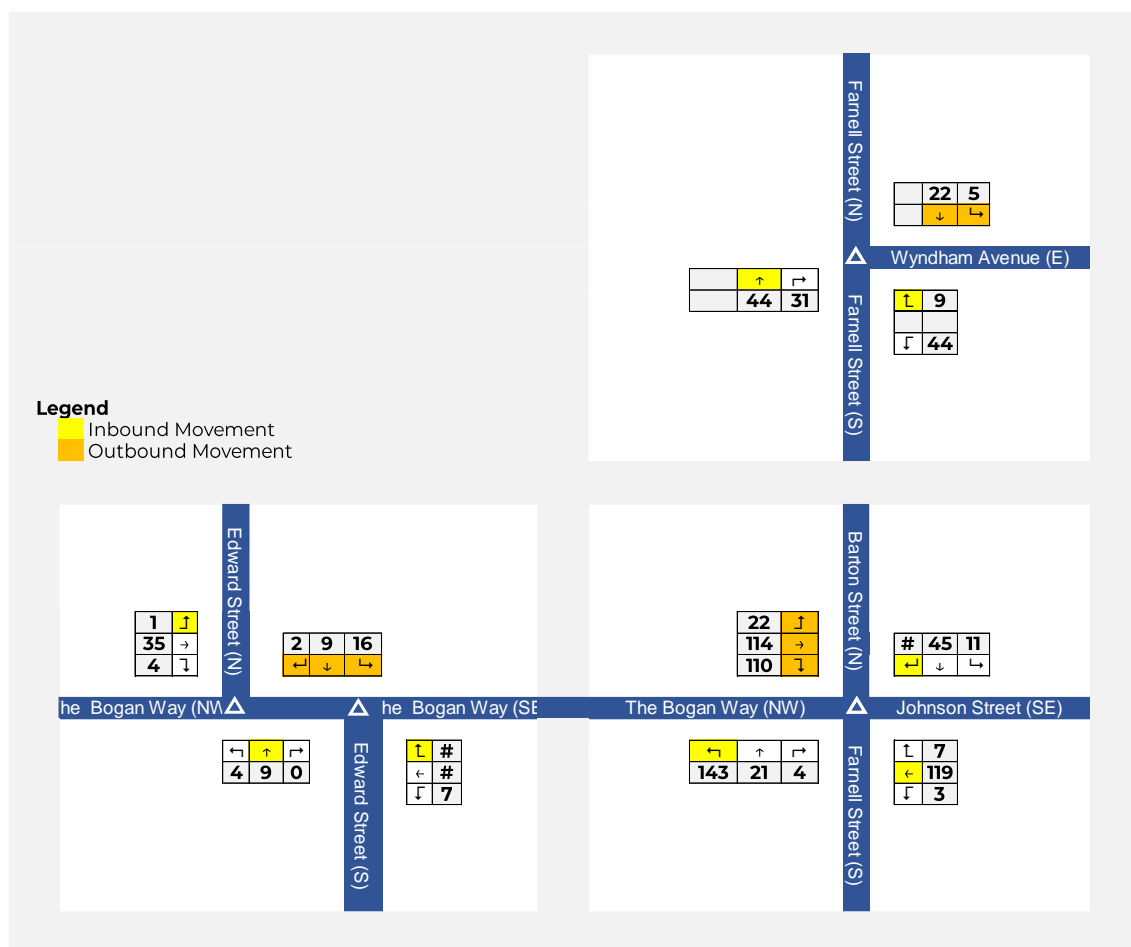 Farnell Street (N)
22 5
↓ ↳
Wyndham Avenue (E)
↑ ↱
44 31
Farnell Street (S)
↰ 9
↲ 44
Legend
Inbound Movement
Outbound Movement
Edward Street (N)
1 ↥
35 →
4 ↴
2 9 16
↵ ↓ ↳
he Bogan Way (NW
he Bogan Way (SE
↰ ↑ ↱
4 9 0
Edward Street (S)
↰ #
← #
↲ 7
Barton Street (N)
22 ↥
114 →
110 ↴
# 45 11
↵ ↓ ↳
The Bogan Way (NW)
Johnson Street (SE)
↰ ↑ ↱
143 21 4
Farnell Street (S)
↰ 7
← 119
↲ 3